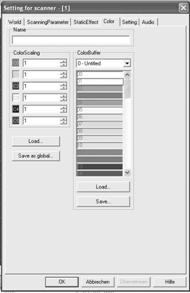 Setting for scanner - [1]
World
ScanningParameter
StaticEffect
Color
Setting
Audio
Name
ColorScaling
ColorBuffer
1
0 - Untitled
1
1
1
1
1
Load...
Save as global...
Load...
Save...
OK
Abbrechen
Übernehmen
Hilfe